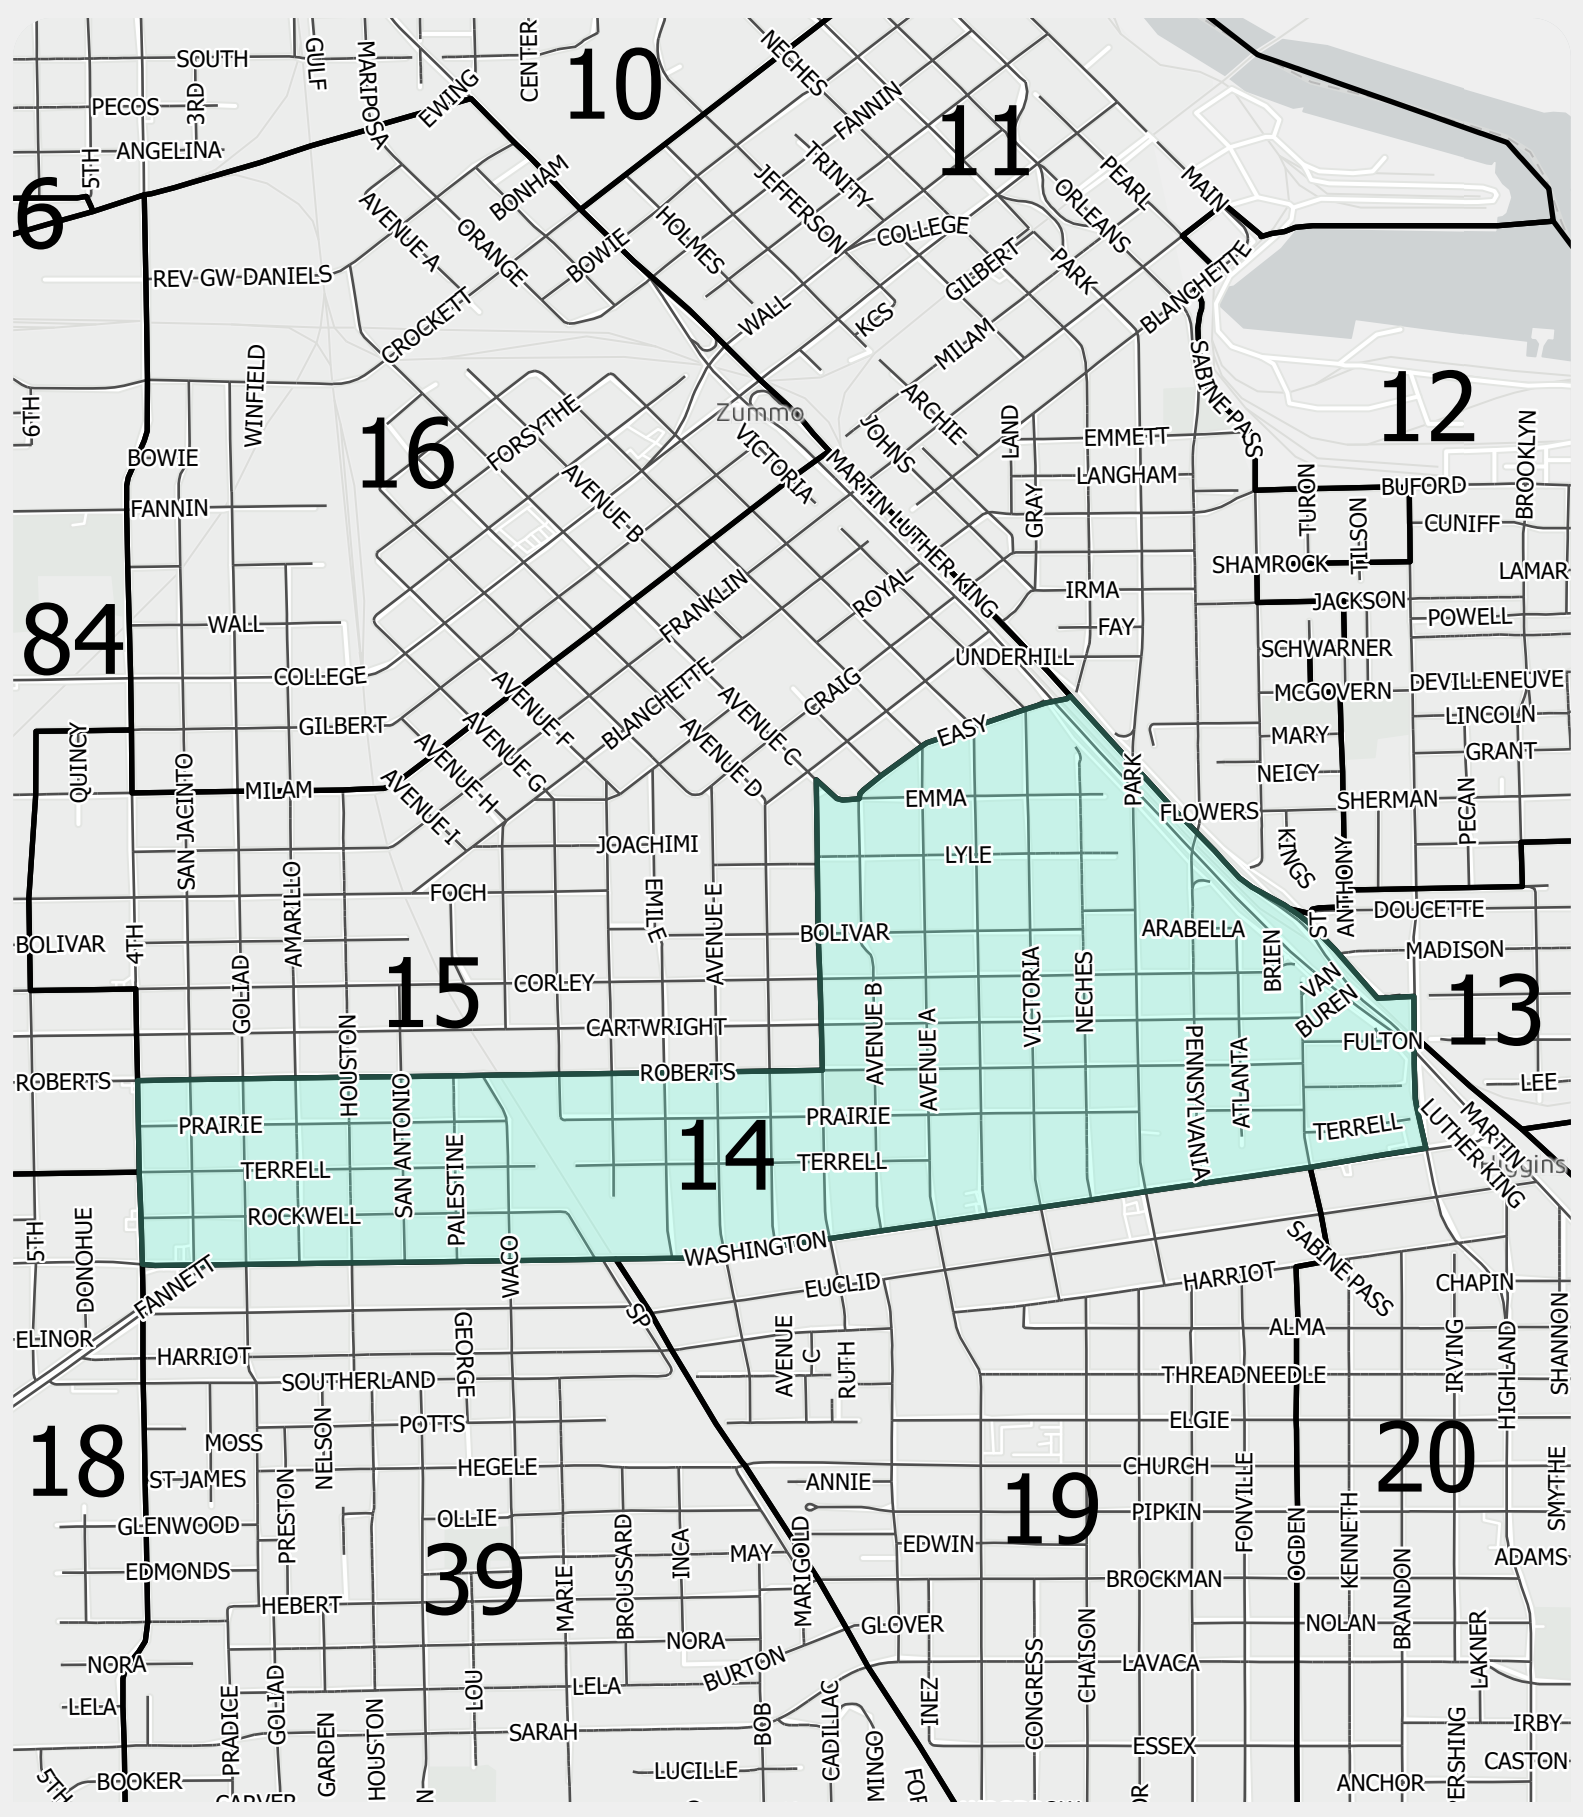 SOUTH
GULF
MARIPOSA
EWING
CENTER
10
NECHES
FANNIN
11
PECOS
3RD
ANGELINA
5TH
6
BONHAM
TRINITY
JEFFERSON
PEARL
MAIN
ORLEANS
AVENUE A
ORANGE
BOWIE
HOLMES
COLLEGE
GILBERT
PARK
BLANCHETTE
REV GW DANIELS
CROCKETT
WALL
KCS
MILAM
SABINE PASS
6TH
WINFIELD
16
FORSYTHE
Zummo
VICTORIA
ARCHIE
JOHNS
LAND
EMMETT
12
BROOKLYN
BOWIE
AVENUE B
MARTIN LUTHER KING
LANGHAM
GRAY
TURON
BUFORD
TILSON
CUNIFF
FANNIN
SHAMROCK
LAMAR
84
WALL
FRANKLIN
ROYAL
IRMA
FAY
JACKSON
POWELL
SCHWARNER
COLLEGE
UNDERHILL
MCGOVERN
DEVILLENEUVE
AVENUE F
BLANCHETTE
AVENUE C
CRAIG
LINCOLN
GILBERT
AVENUE G
AVENUE D
EASY
MARY
GRANT
QUINCY
AVENUE H
NEICY
SAN JACINTO
MILAM
AVENUE I
EMMA
PARK
FLOWERS
SHERMAN
PECAN
JOACHIMI
LYLE
KINGS
ST ANTHONY
AMARILLO
FOCH
EMILE
AVENUE E
DOUCETTE
BOLIVAR
4TH
BOLIVAR
ARABELLA
BRIEN
MADISON
GOLIAD
15
CORLEY
AVENUE B
VICTORIA
NECHES
VAN BUREN
13
HOUSTON
CARTWRIGHT
AVENUE A
PENNSYLVANIA
ATLANTA
FULTON
ROBERTS
SAN ANTONIO
ROBERTS
LEE
PRAIRIE
PALESTINE
PRAIRIE
TERRELL
MARTIN
LUTHER KING
TERRELL
14
TERRELL
ROCKWELL
5TH
DONOHUE
WACO
WASHINGTON
SABINE PASS
FANNETT
EUCLID
HARRIOT
CHAPIN
SP
SHANNON
ELINOR
HARRIOT
GEORGE
AVENUE C
RUTH
ALMA
IRVING
HIGHLAND
SOUTHERLAND
THREADNEEDLE
NELSON
POTTS
ELGIE
18
MOSS
20
ST JAMES
PRESTON
HEGELE
ANNIE
CHURCH
FONVILLE
SMYTHE
19
GLENWOOD
OLLIE
PIPKIN
OGDEN
KENNETH
EDMONDS
39
MARIE
BROUSSARD
INCA
MAY
MARIGOLD
EDWIN
BROCKMAN
BRANDON
ADAMS
HEBERT
GLOVER
NOLAN
LAKNER
NORA
NORA
BURTON
CONGRESS
CHAISON
LAVACA
LELA
PRADICE
GOLIAD
LOU
LELA
INEZ
GARDEN
HOUSTON
SARAH
BOB
CADILLAC
ESSEX
IRBY
5TH
BOOKER
LUCILLE
ANCHOR
CASTON